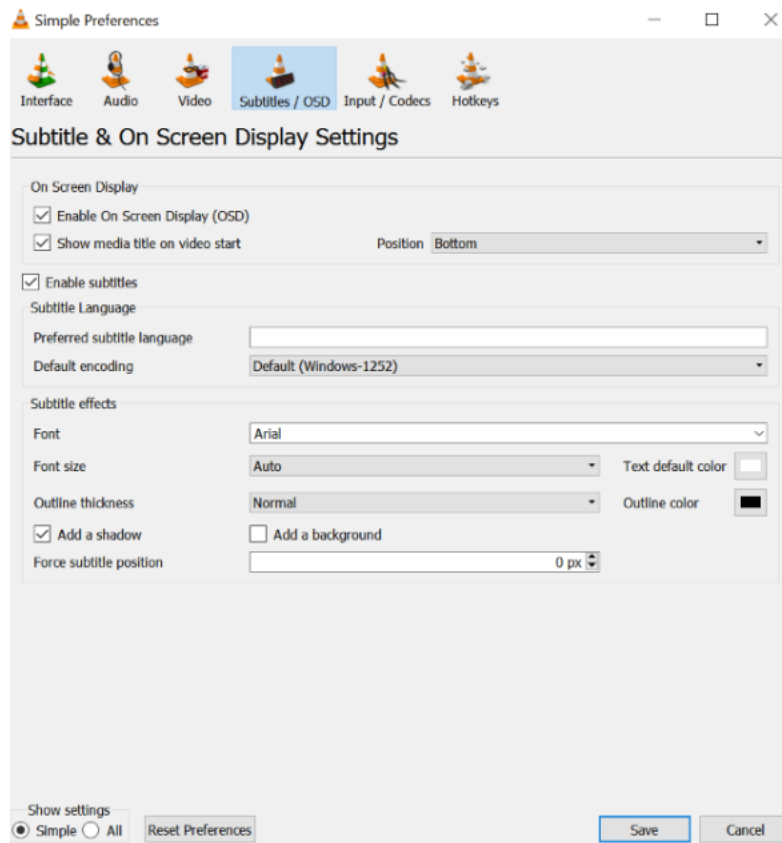 Simple Preferences
Interface Audio Video Subtitles / OSD Input / Codecs Hotkeys
Subtitle & On Screen Display Settings
On Screen Display
Enable On Screen Display (OSD)
Show media title on video start Position Bottom
Enable subtitles
Subtitle Language
Preferred subtitle language
Default encoding Default (Windows-1252)
Subtitle effects
Font Arial
Font size Auto Text default color
Outline thickness Normal Outline color
Add a shadow Add a background
Force subtitle position 0 px
Show settings
Simple All Reset Preferences Save Cancel